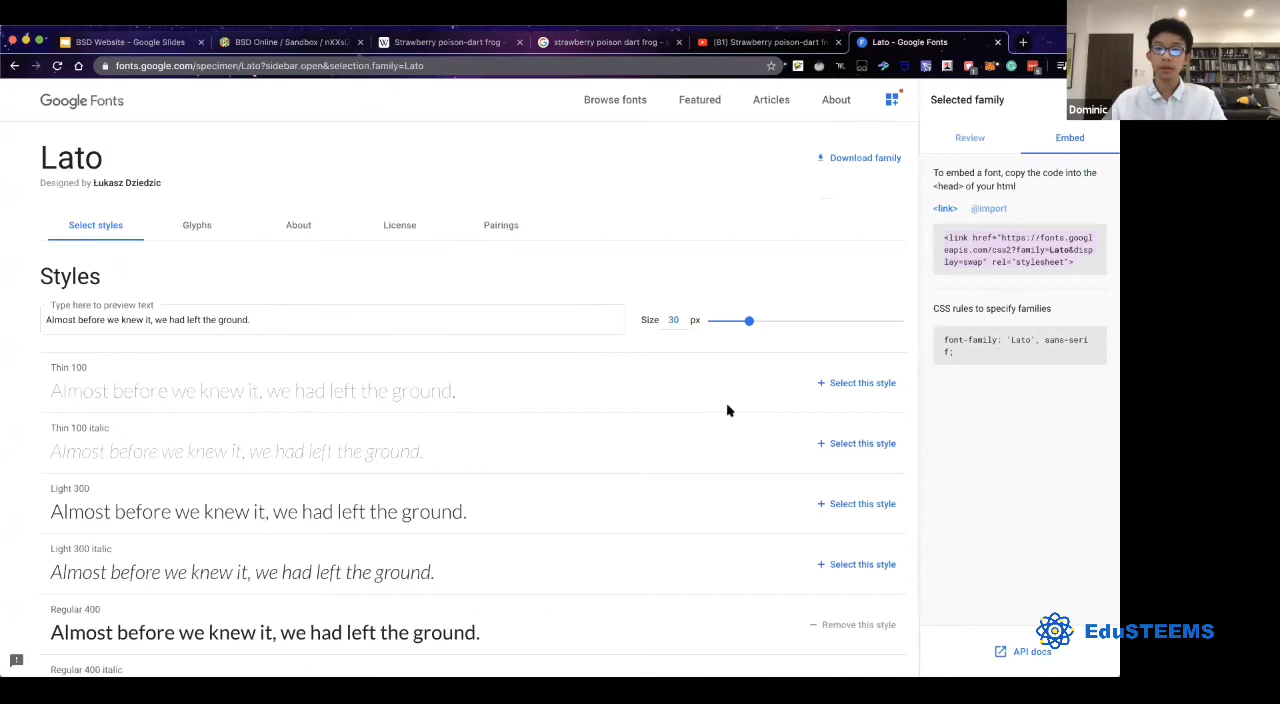 BSD Website - Google Slides
BSD Online / Sandbox / nXXsL
Strawberry poison-dart frog -
strawberry poison dart frog -
(81) Strawberry poison-dart
Lato - Google Fonts
fonts.google.com/specimen/Lato?sidebar.open&selection.family=Lato
Dominic
Google Fonts
Browse fonts
Featured
Articles
About
Selected family
Review
Embed
Lato
Designed by Łukasz Dziedzic
Download family
To embed a font, copy the code into the
<head> of your html
<link>
@import
Select styles
Glyphs
About
License
Pairings
<link href="https://fonts.googl
eapis.com/css2?family=Lato&disp
lay=swap" rel="stylesheet">
Styles
Type here to preview text
Almost before we knew it, we had left the ground.
Size 30 px
CSS rules to specify families
font-family: 'Lato', sans-seri
f;
Thin 100
Almost before we knew it, we had left the ground.
+ Select this style
Thin 100 italic
Almost before we knew it, we had left the ground.
+ Select this style
Light 300
Almost before we knew it, we had left the ground.
+ Select this style
Light 300 italic
Almost before we knew it, we had left the ground.
+ Select this style
Regular 400
Almost before we knew it, we had left the ground.
— Remove this style
Regular 400 italic
EduSTEEMS
API docs